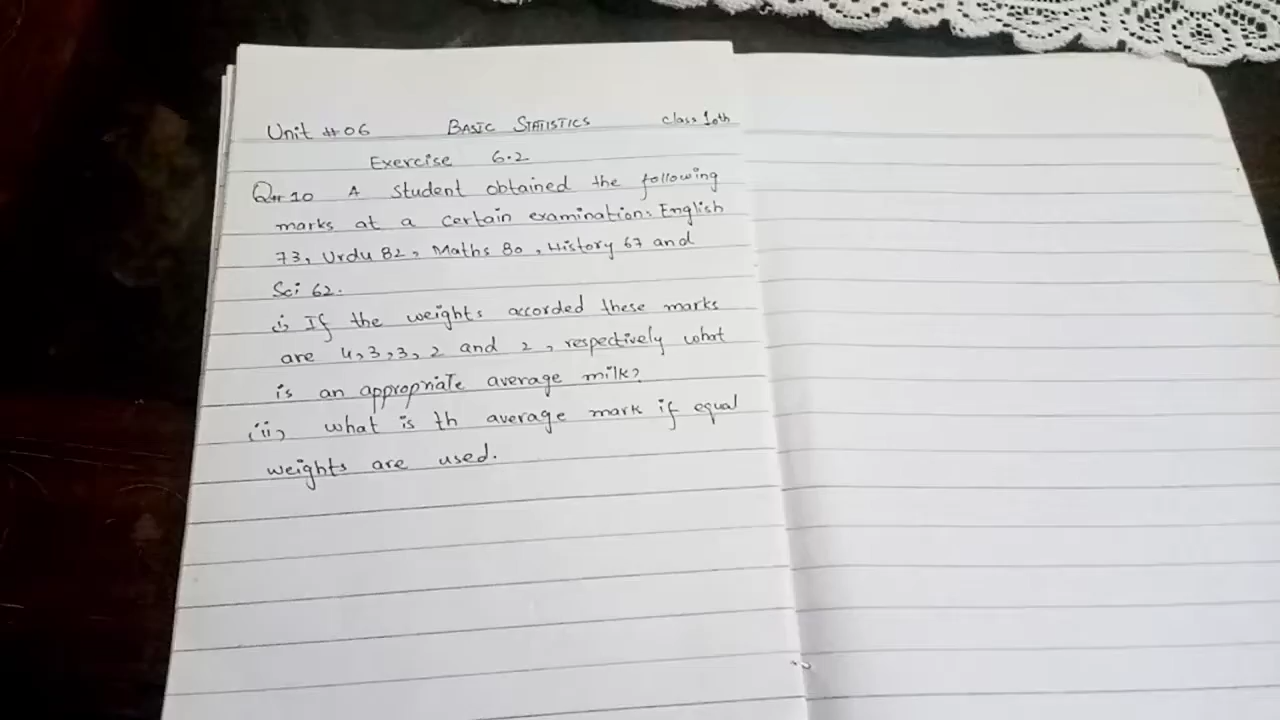 Unit # 06 BASIC STATISTICS class 10th
Exercise 6.2
Q# 10 A student obtained the following
marks at a certain examination: English
73, Urdu 82, Maths 80, History 67 and
Sci 62.
i) If the weights accorded these marks
are 4,3,3,2 and 2, respectively what
is an appropriate average milk?
(ii) what is th average mark if equal
weights are used.